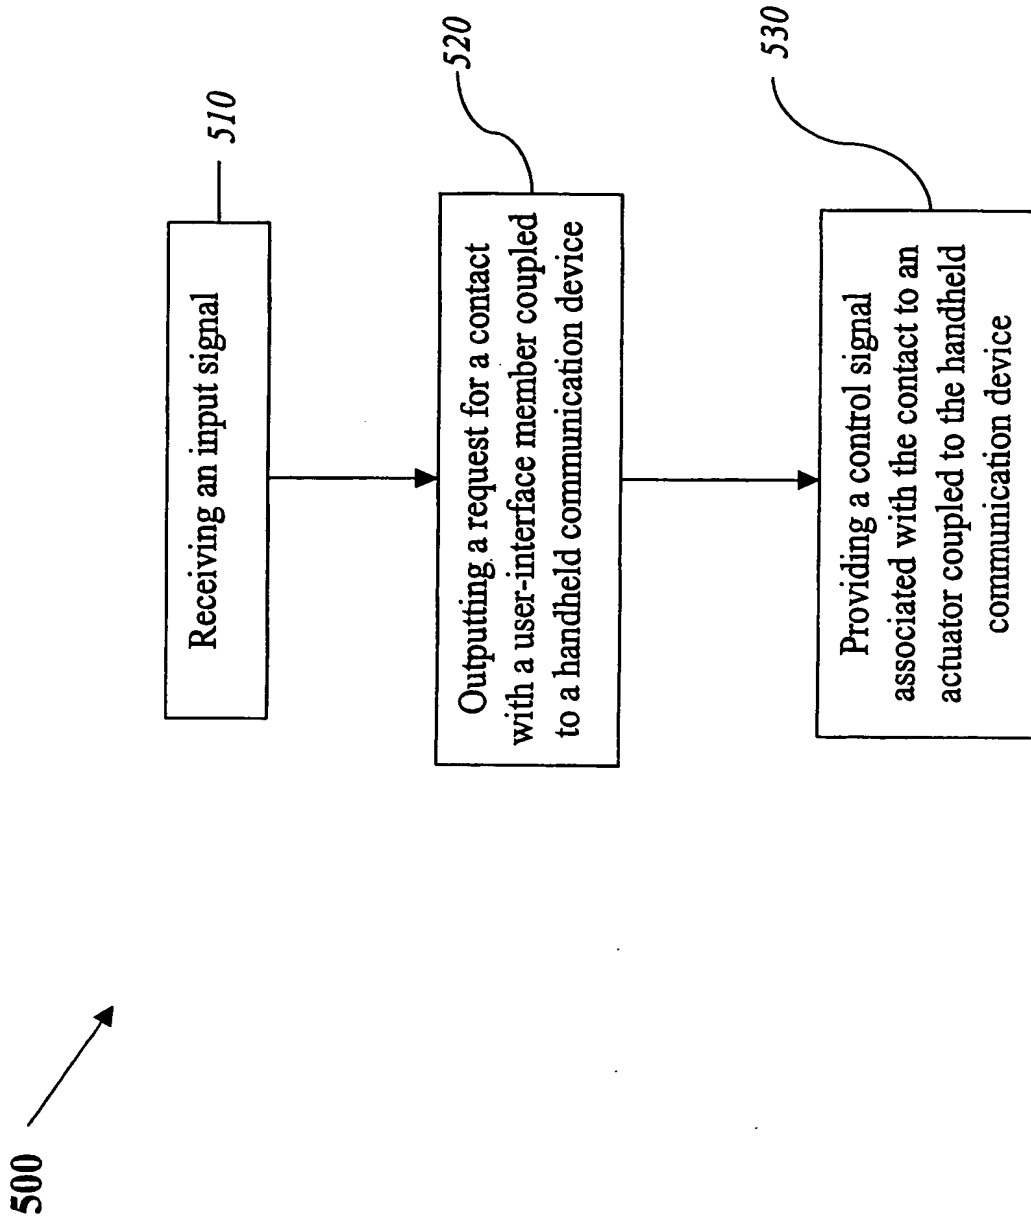 500
Receiving an input signal
510
Outputting a request for a contact
with a user-interface member coupled
to a handheld communication device
520
Providing a control signal
associated with the contact to an
actuator coupled to the handheld
communication device
530